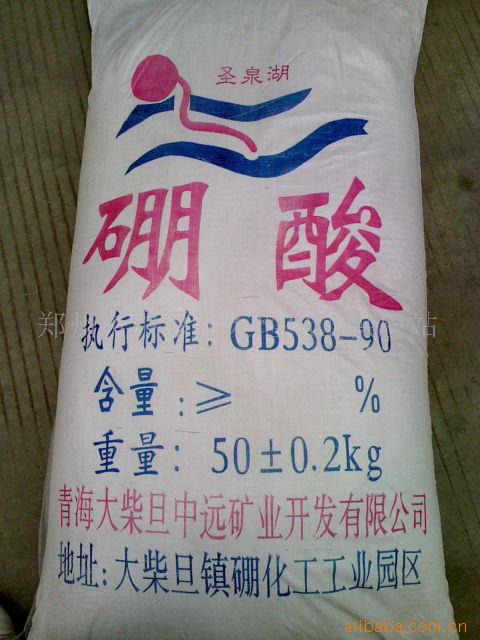 圣泉湖
硼酸
执行标准: GB538-90
含量:≥ %
重量: 50±0.2kg
青海大柴旦中远矿业开发有限公司
地址:大柴旦镇硼化工工业园区
alibaba.com.cn